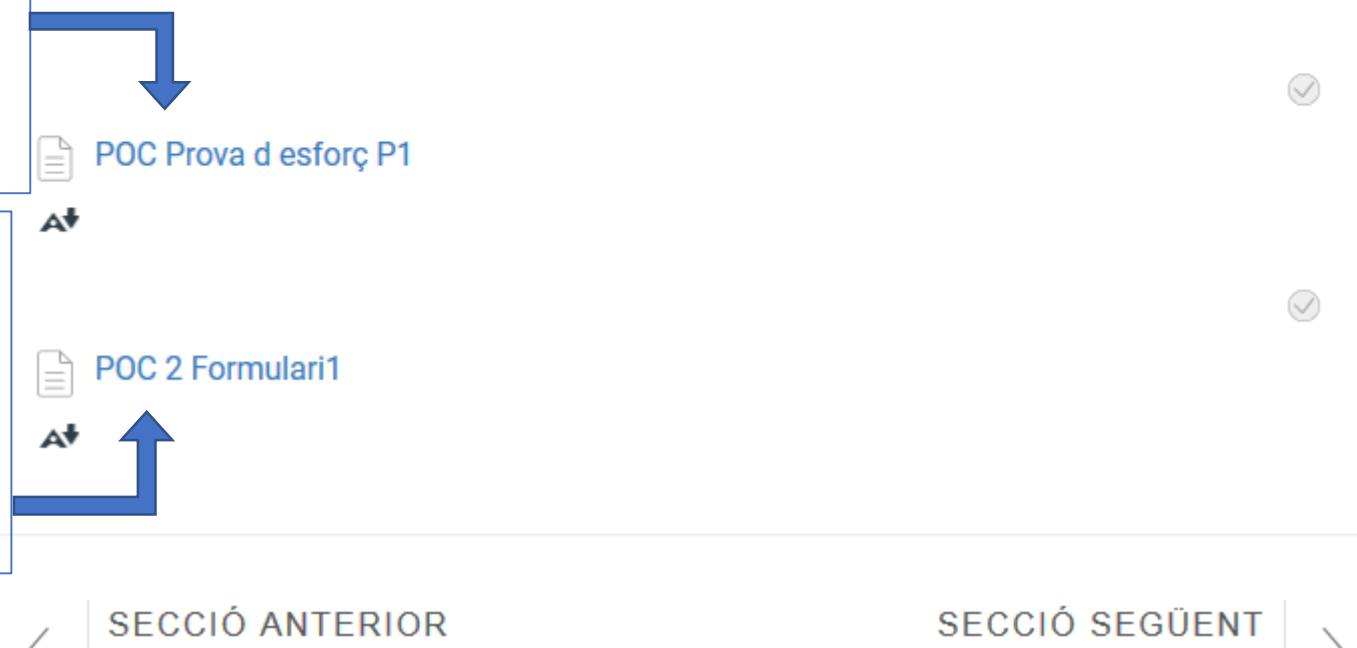 POC Prova d esforç P1
POC 2 Formulari1
SECCIÓ ANTERIOR
SECCIÓ SEGÜENT